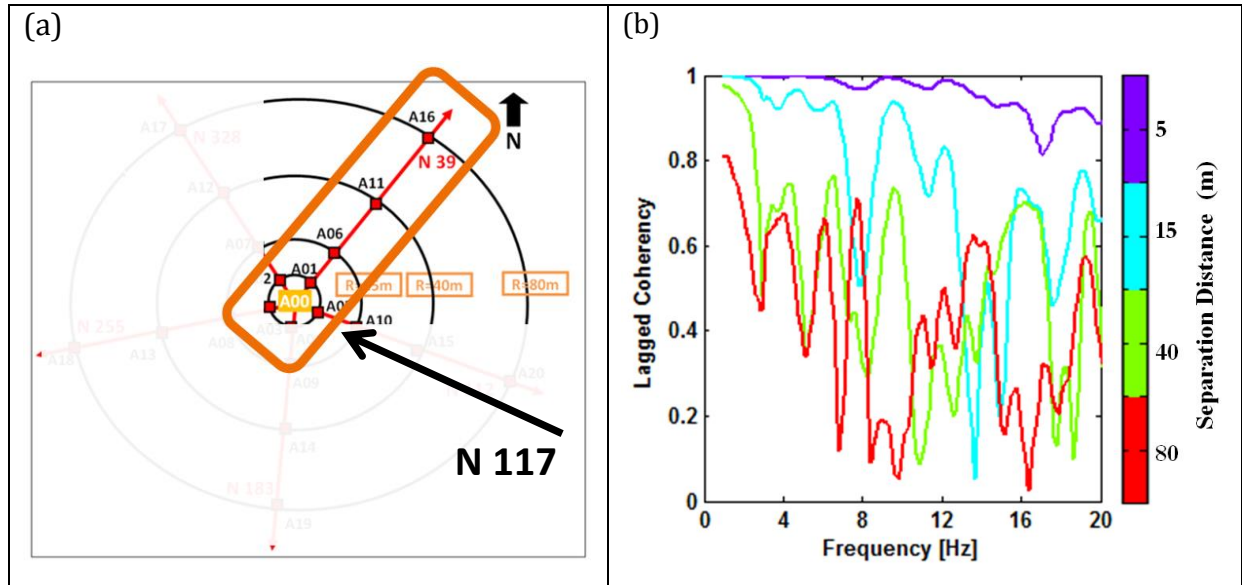 (a)
A16
N
A17
N 328
N 39
A12
A11
A07
A06
2
A01
R=40m
R=80m
A00
N 255
A10
A18
A13
A08
A15
A20
A09
N 117
A14
N 183
A19
(b)
Lagged Coherency
1
0.8
0.6
0.4
0.2
0
0
4
8
12
16
20
Frequency [Hz]
5
15
40
80
Separation Distance (m)